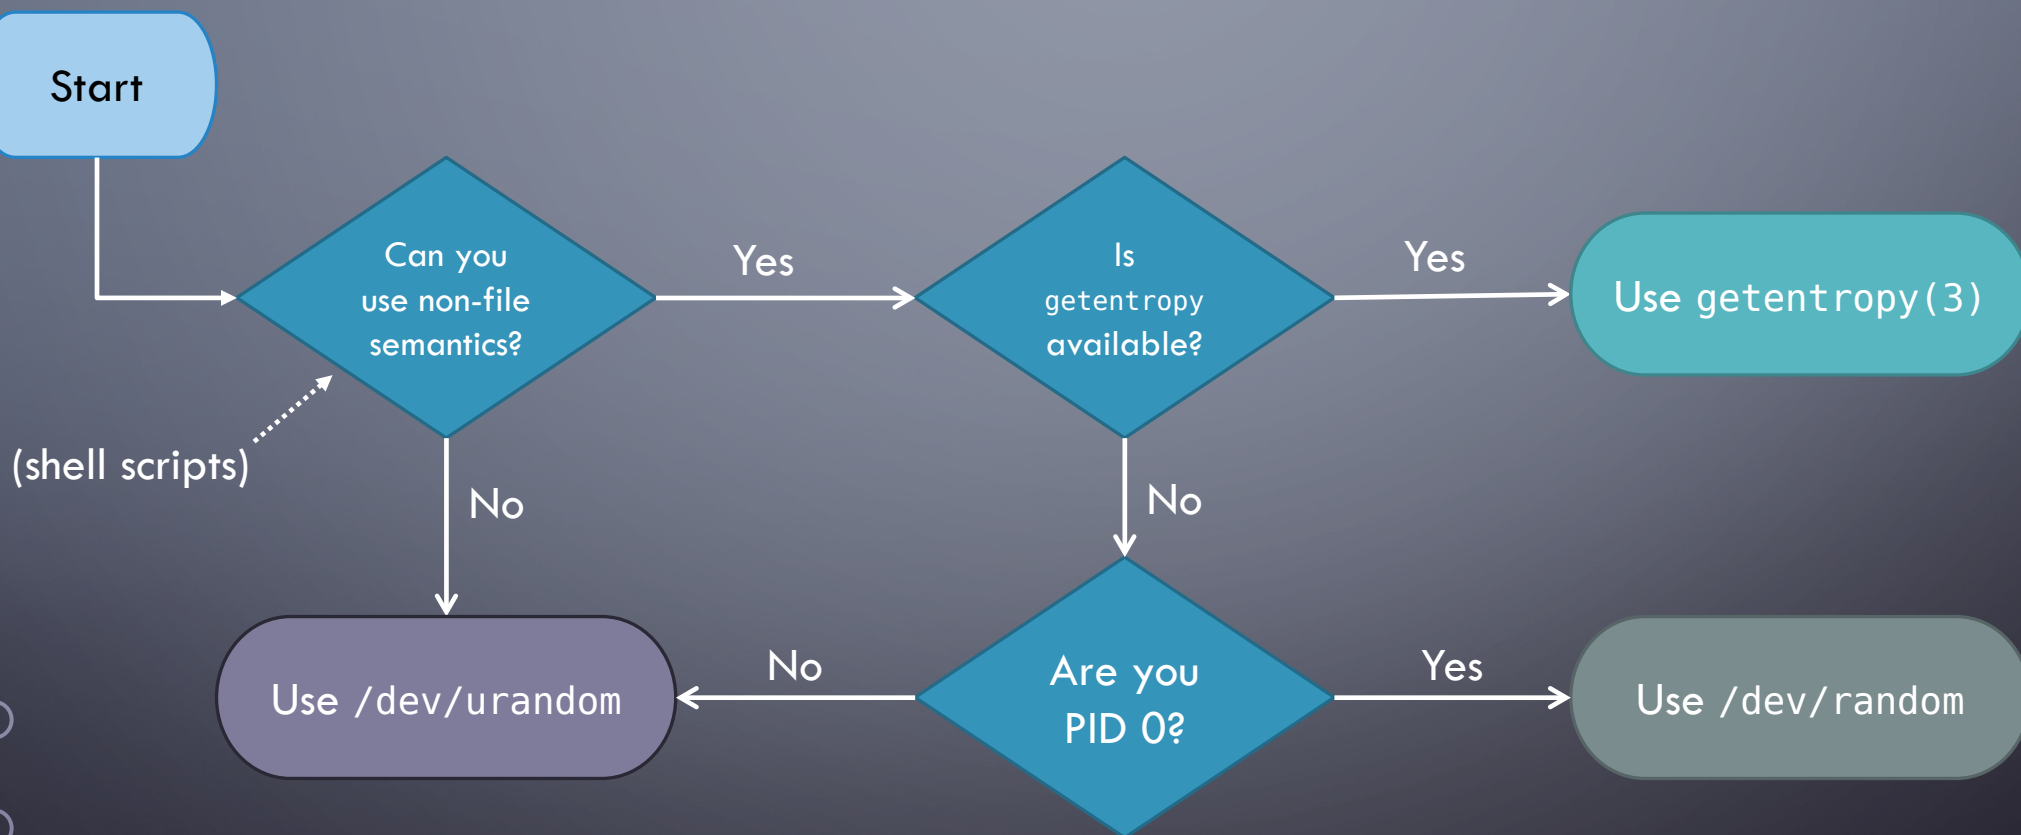 Start
Can you
use non-file
semantics?
Yes
Is
getentropy
available?
Yes
Use getentropy(3)
(shell scripts)
No
No
Use /dev/urandom
No
Are you
PID 0?
Yes
Use /dev/random